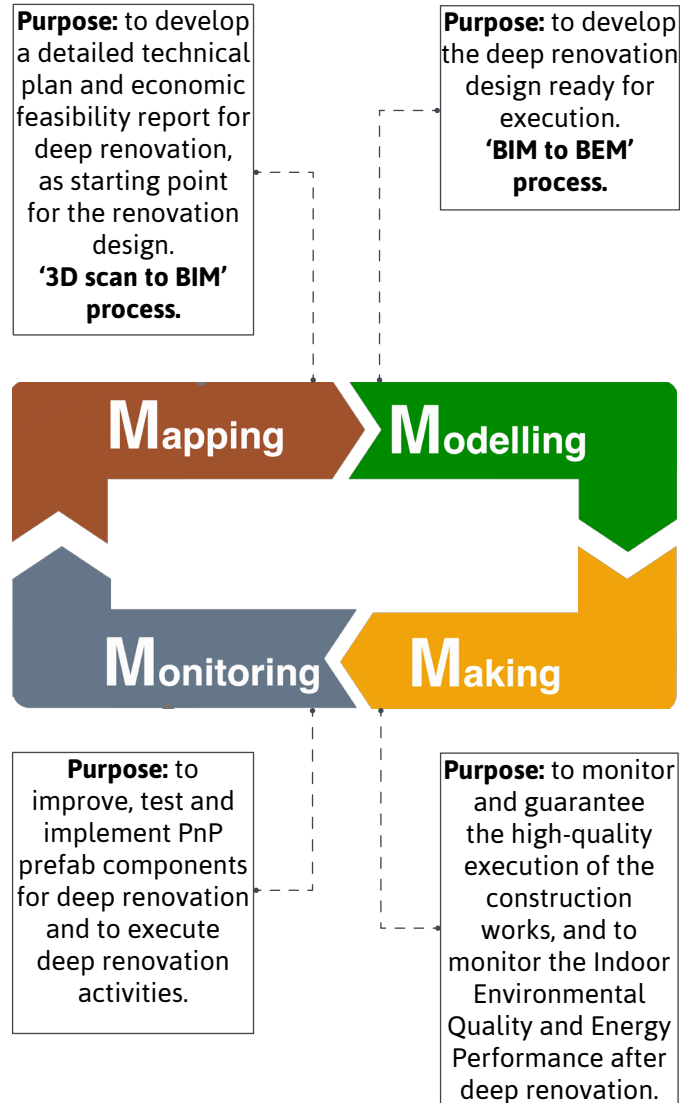 Purpose: to develop
a detailed technical
plan and economic
feasibility report for
deep renovation,
as starting point
for the renovation
design.
‘3D scan to BIM’
process.
Purpose: to develop
the deep renovation
design ready for
execution.
‘BIM to BEM’
process.
Mapping
Modelling
Monitoring
Making
Purpose: to
improve, test and
implement PnP
prefab components
for deep renovation
and to execute
deep renovation
activities.
Purpose: to monitor
and guarantee
the high-quality
execution of the
construction
works, and to
monitor the Indoor
Environmental
Quality and Energy
Performance after
deep renovation.